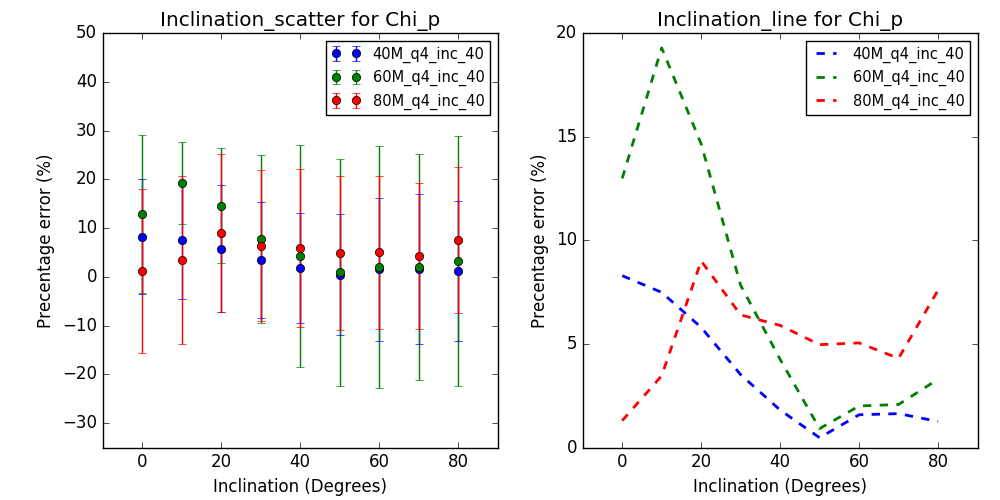 Inclination_scatter for Chi_p
50
40
30
20
10
0
−10
−20
−30
Precentage error (%)
40M_q4_inc_40
60M_q4_inc_40
80M_q4_inc_40
0
20
40
60
80
Inclination (Degrees)
Inclination_line for Chi_p
20
15
10
5
0
Precentage error (%)
40M_q4_inc_40
60M_q4_inc_40
80M_q4_inc_40
0
20
40
60
80
Inclination (Degrees)